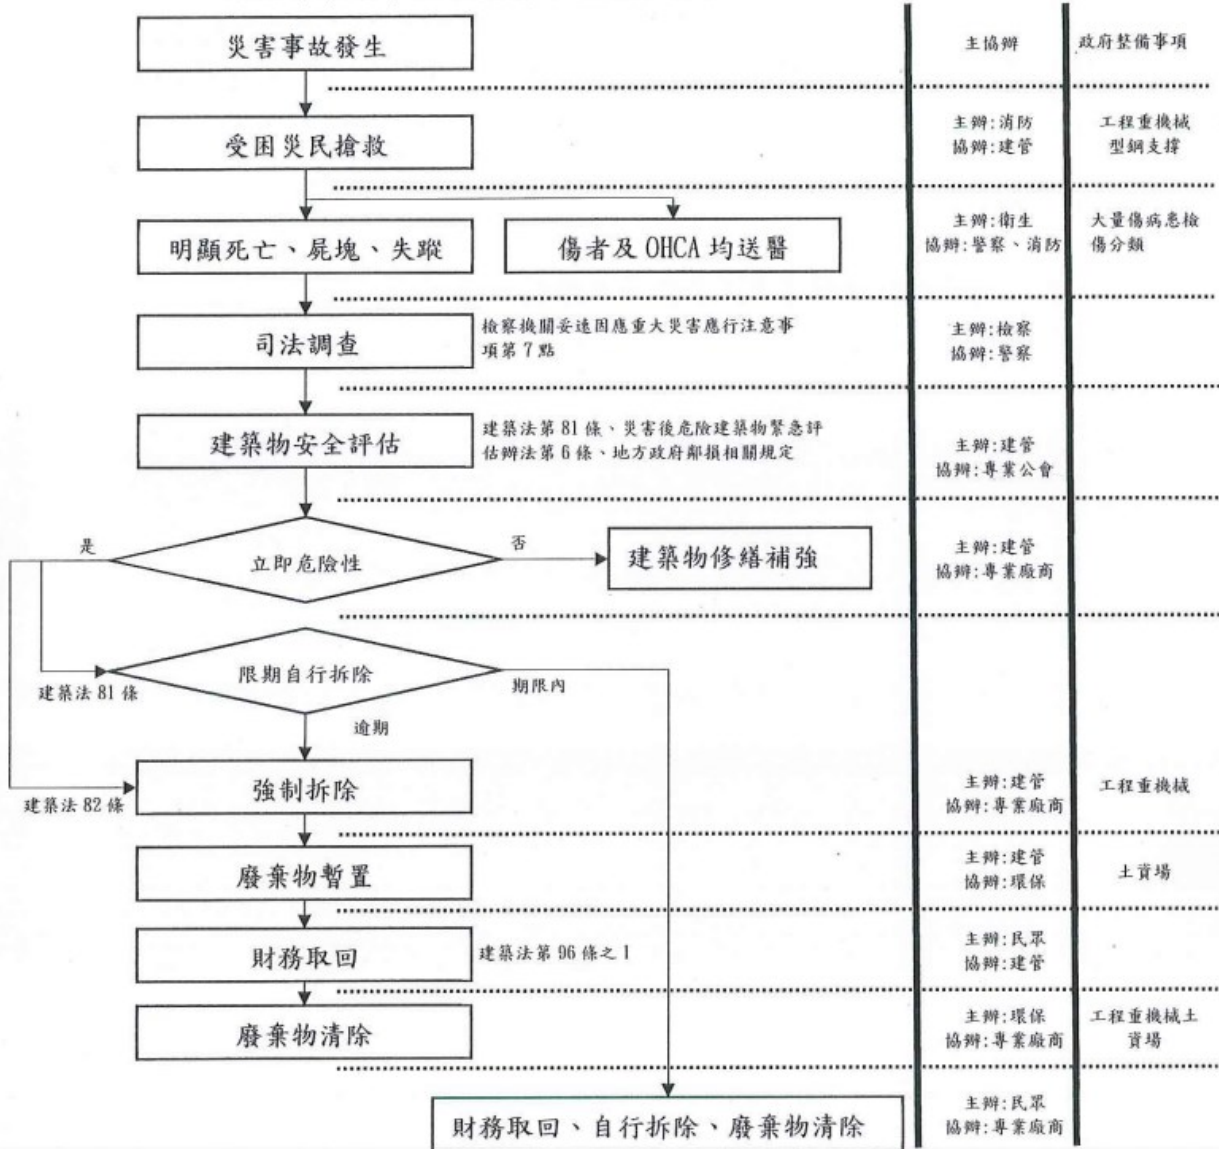 災害事故發生
主協辦
政府整備事項
受困災民搶救
主辦:消防
協辦:建管
工程重機械
型鋼支撐
明顯死亡、屍塊、失蹤
傷者及 OHCA 均送醫
主辦:衛生
協辦:警察、消防
大量傷病患檢
傷分類
司法調查
檢察機關妥速因應重大災害應行注意事
項第 7 點
主辦:檢察
協辦:警察
建築物安全評估
建築法第 81 條、災害後危險建築物緊急評
估辦法第 6 條、地方政府鄰損相關規定
主辦:建管
協辦:專業公會
是
立即危險性
否
建築物修繕補強
主辦:建管
協辦:專業廠商
限期自行拆除
建築法 81 條
期限內
逾期
強制拆除
建築法 82 條
主辦:建管
協辦:專業廠商
工程重機械
廢棄物暫置
主辦:建管
協辦:環保
土資場
財務取回
建築法第 96 條之 1
主辦:民眾
協辦:建管
廢棄物清除
主辦:環保
協辦:專業廠商
工程重機械土
資場
財務取回、自行拆除、廢棄物清除
主辦:民眾
協辦:專業廠商